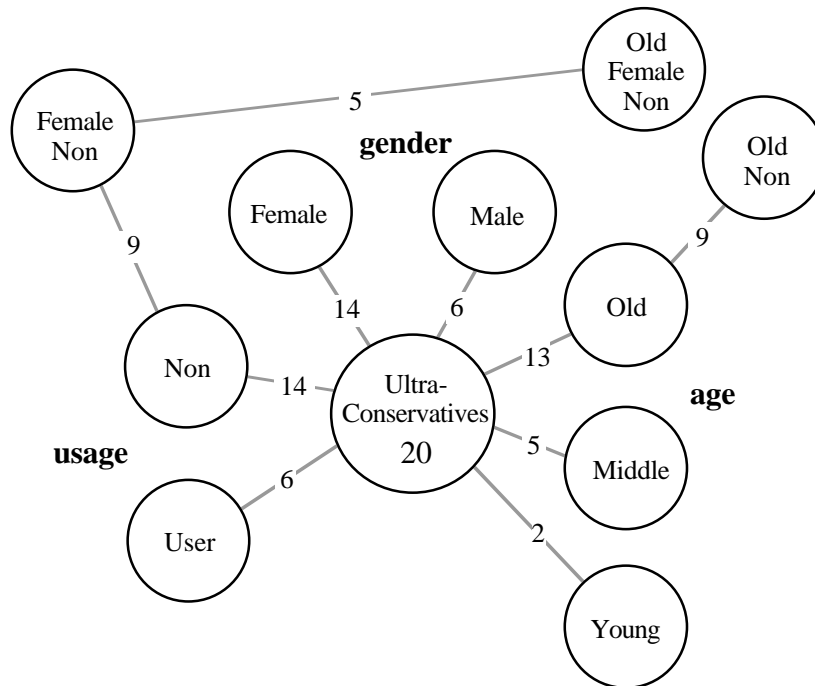 Old
Female
Non
5
Female
Non
gender
Old
Non
Female
Male
9
9
Old
14
6
Non
13
Ultra-
Conservatives
20
14
age
usage
5
Middle
6
User
2
Young